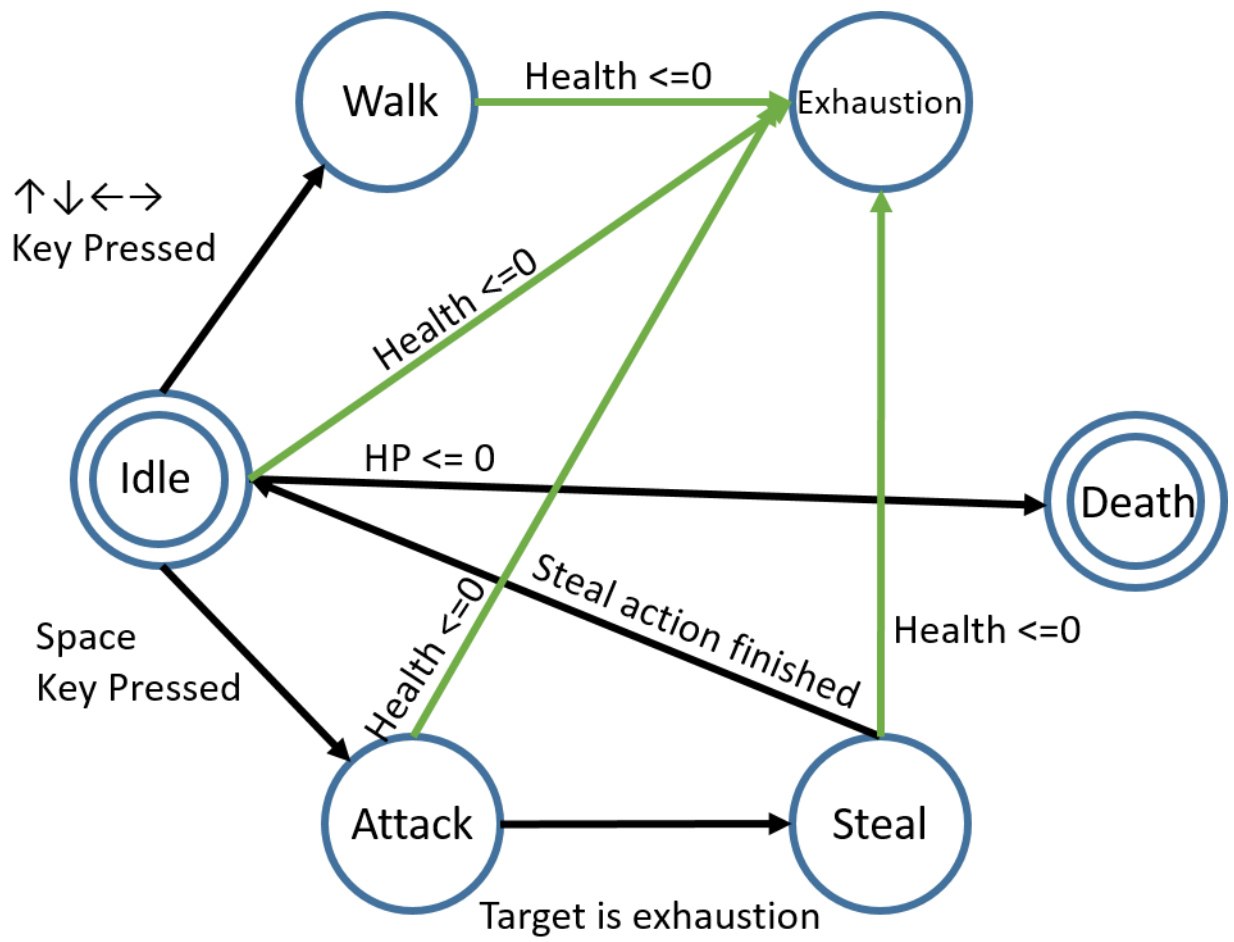 Walk
Health <=0
Exhaustion
↑↓←→
Key Pressed
Health <=0
Idle
HP <= 0
Death
Steal action finished
Health <=0
Health <=0
Space
Key Pressed
Attack
Steal
Target is exhaustion